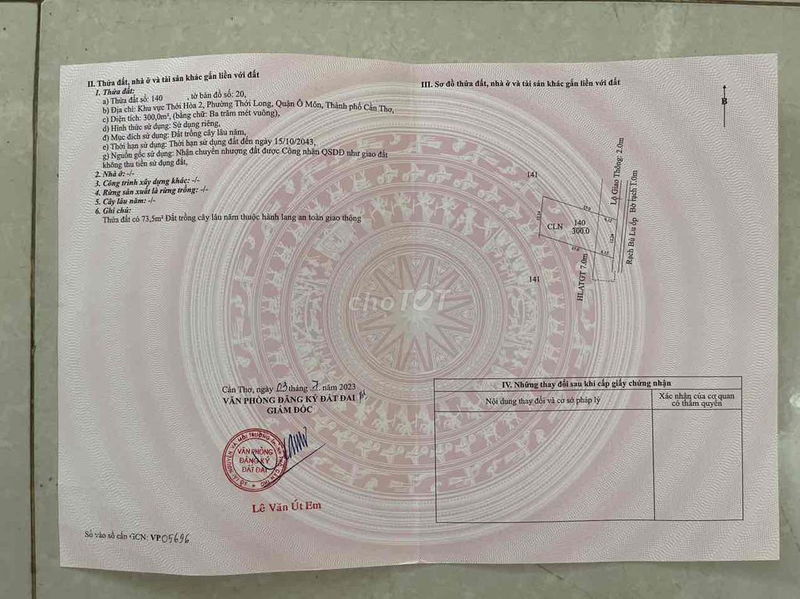 II. Thửa đất, nhà ở và tài sản khác gắn liền với đất
1. Thửa đất:
a) Thửa đất số: 140 , tờ bản đồ số: 20,
b) Địa chỉ: Khu vực Thới Hòa 2, Phường Thới Long, Quận Ô Môn, Thành phố Cần Thơ,
c) Diện tích: 300,0m², (bằng chữ: Ba trăm mét vuông),
d) Hình thức sử dụng: Sử dụng riêng,
đ) Mục đích sử dụng: Đất trồng cây lâu năm,
e) Thời hạn sử dụng: Thời hạn sử dụng đất đến ngày 15/10/2043,
g) Nguồn gốc sử dụng: Nhận chuyển nhượng đất được Công nhận QSDĐ như giao đất
không thu tiền sử dụng đất,
2. Nhà ở: -/-
3. Công trình xây dựng khác: -/-
4. Rừng sản xuất là rừng trồng: -/-
5. Cây lâu năm: -/-
6. Ghi chú:
Thửa đất có 73,5m² Đất trồng cây lâu năm thuộc hành lang an toàn giao thông
Cần Thơ, ngày 03 tháng 7 năm 2023
VĂN PHÒNG ĐĂNG KÝ ĐẤT ĐAI
GIÁM ĐỐC
VĂN PHÒNG
ĐĂNG KÝ
ĐẤT ĐAI
Lê Văn Út Em
Số vào sổ cấp GCN: VP05696
III. Sơ đồ thửa đất, nhà ở và tài sản khác gắn liền với đất
B
141
CLN
140
300.0
141
HLATGT 7.0m
Lộ Giao Thông: 2.0m
Rạch Bà Lu ốp Bờ rạch 1.0m
choTỐT
IV. Những thay đổi sau khi cấp giấy chứng nhận
Nội dung thay đổi và cơ sở pháp lý
Xác nhận của cơ quan
có thẩm quyền